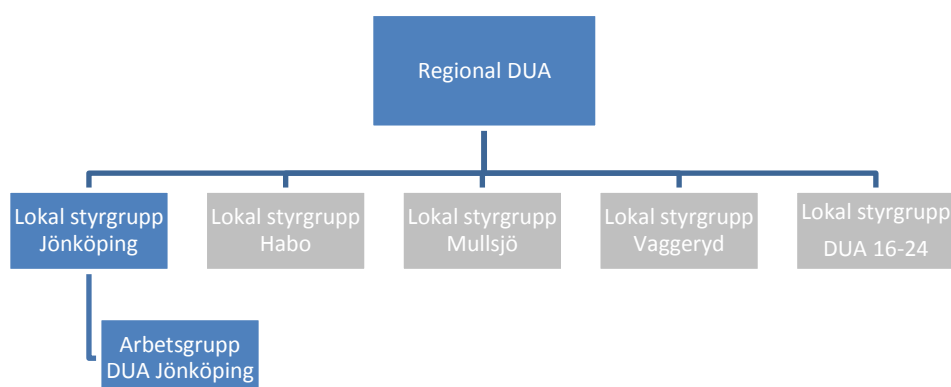 Regional DUA
Lokal styrgrupp
Jönköping
Lokal styrgrupp
Habo
Lokal styrgrupp
Mullsjö
Lokal styrgrupp
Vaggeryd
Lokal styrgrupp
DUA 16-24
Arbetsgrupp
DUA Jönköping